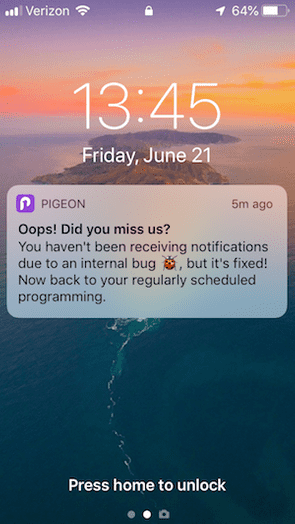 Verizon 64%
13:45
Friday, June 21
PIGEON 5m ago
Oops! Did you miss us?
You haven't been receiving notifications
due to an internal bug 🐞, but it's fixed!
Now back to your regularly scheduled
programming.
Press home to unlock